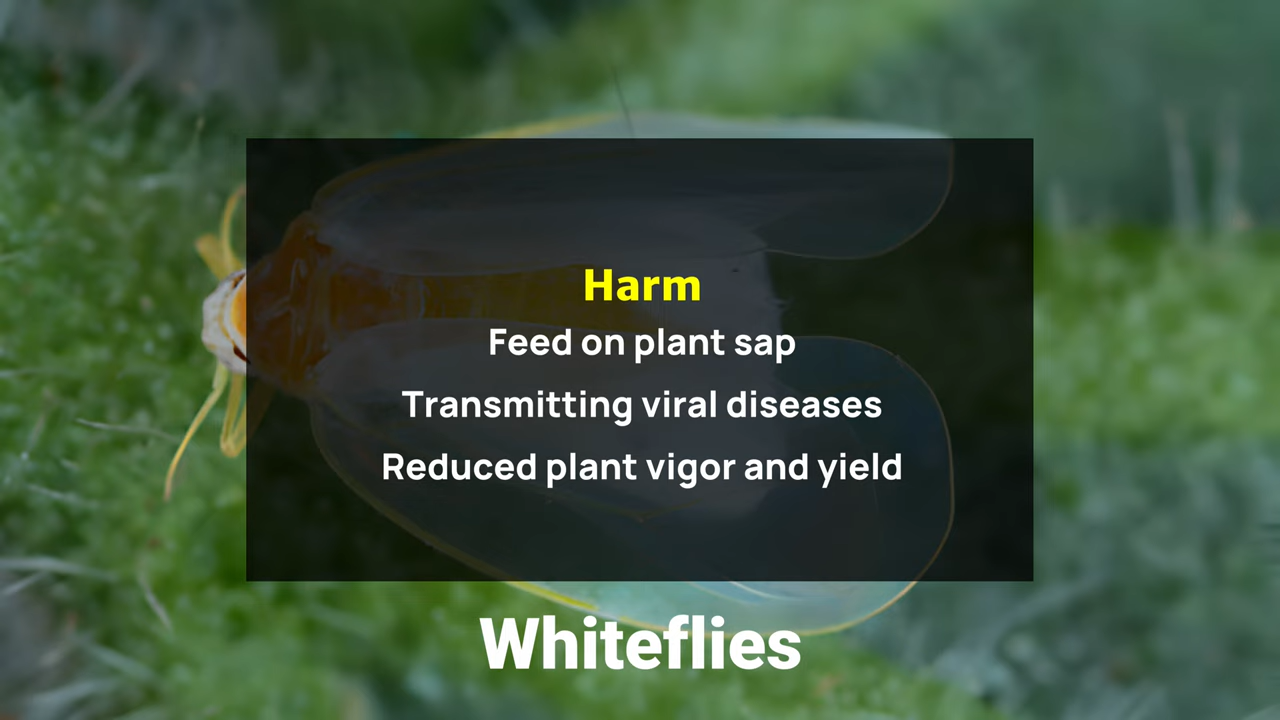 Harm
Feed on plant sap
Transmitting viral diseases
Reduced plant vigor and yield
Whiteflies